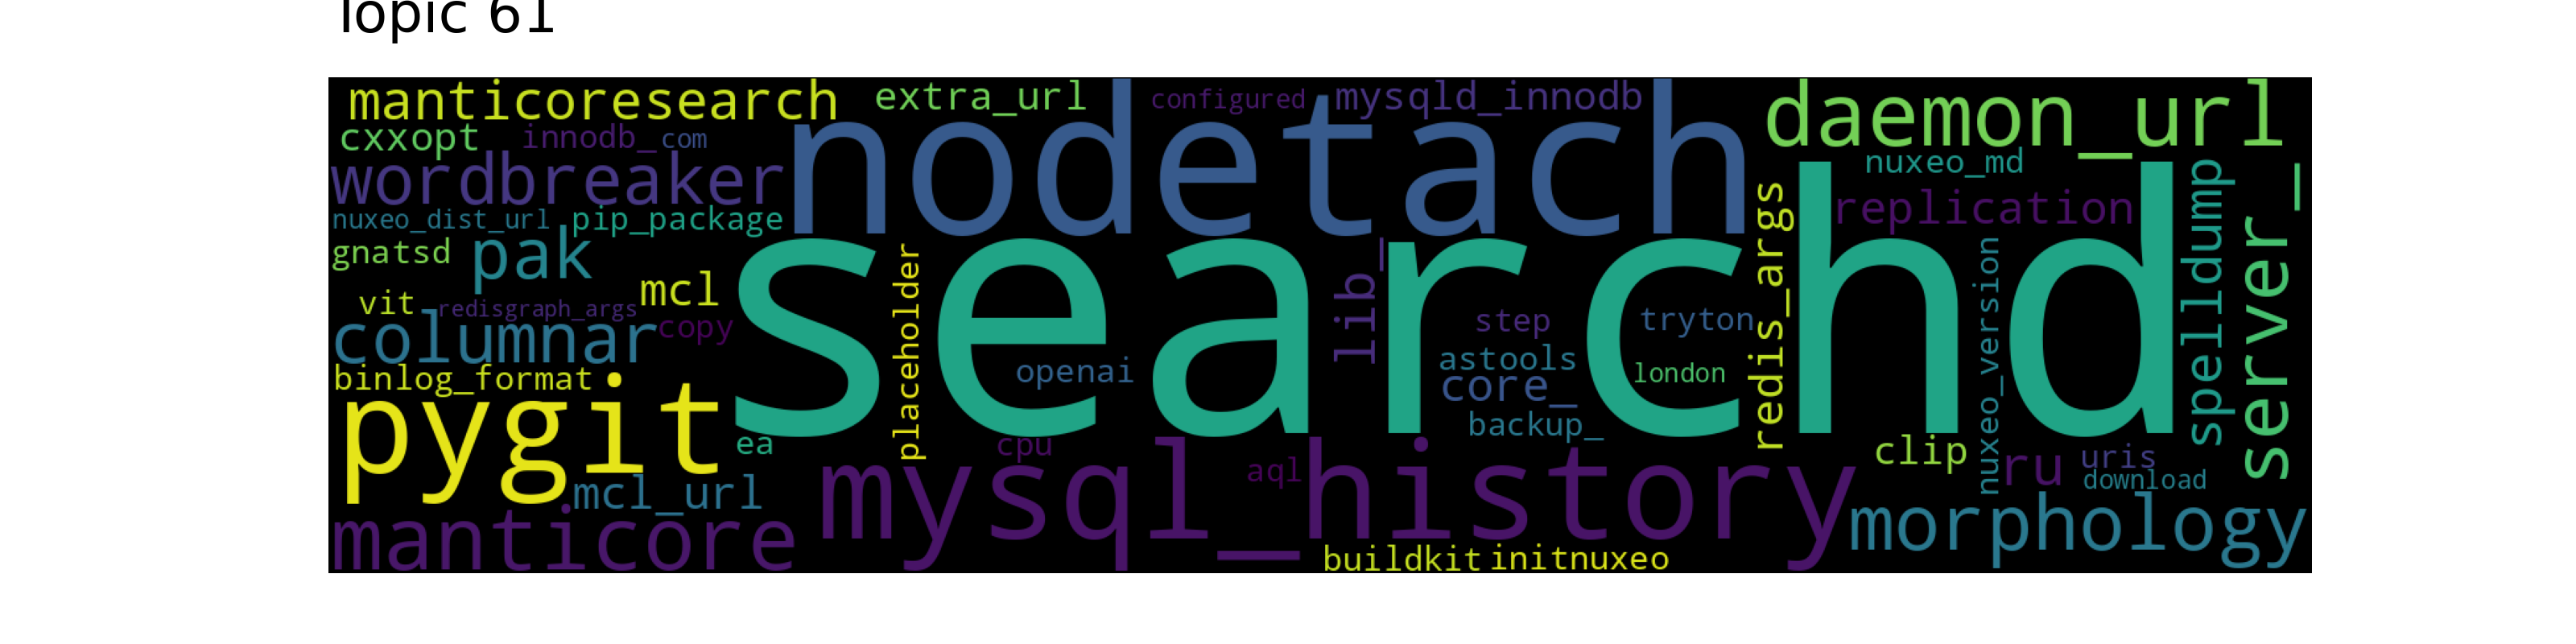 Topic 61
manticoresearch
extra_url
configured
mysqld_innodb
daemon_url
cxxopt
innodb_
com
nodetach
wordbreaker
nuxeo_md
replication
nuxeo_dist_url
pip_package
gnatsd
pak
searchd
redis_args
spelldump
server_
vit
redisgraph_args
mcl
placeholder
lib_
step
tryton
nuxeo_version
columnar
copy
openai
astools
core_
london
binlog_format
pygit
backup_
ea
cpu
clip
ru
uris
download
mcl_url
mysql_history
aql
morphology
manticore
buildkit
initnuxeo